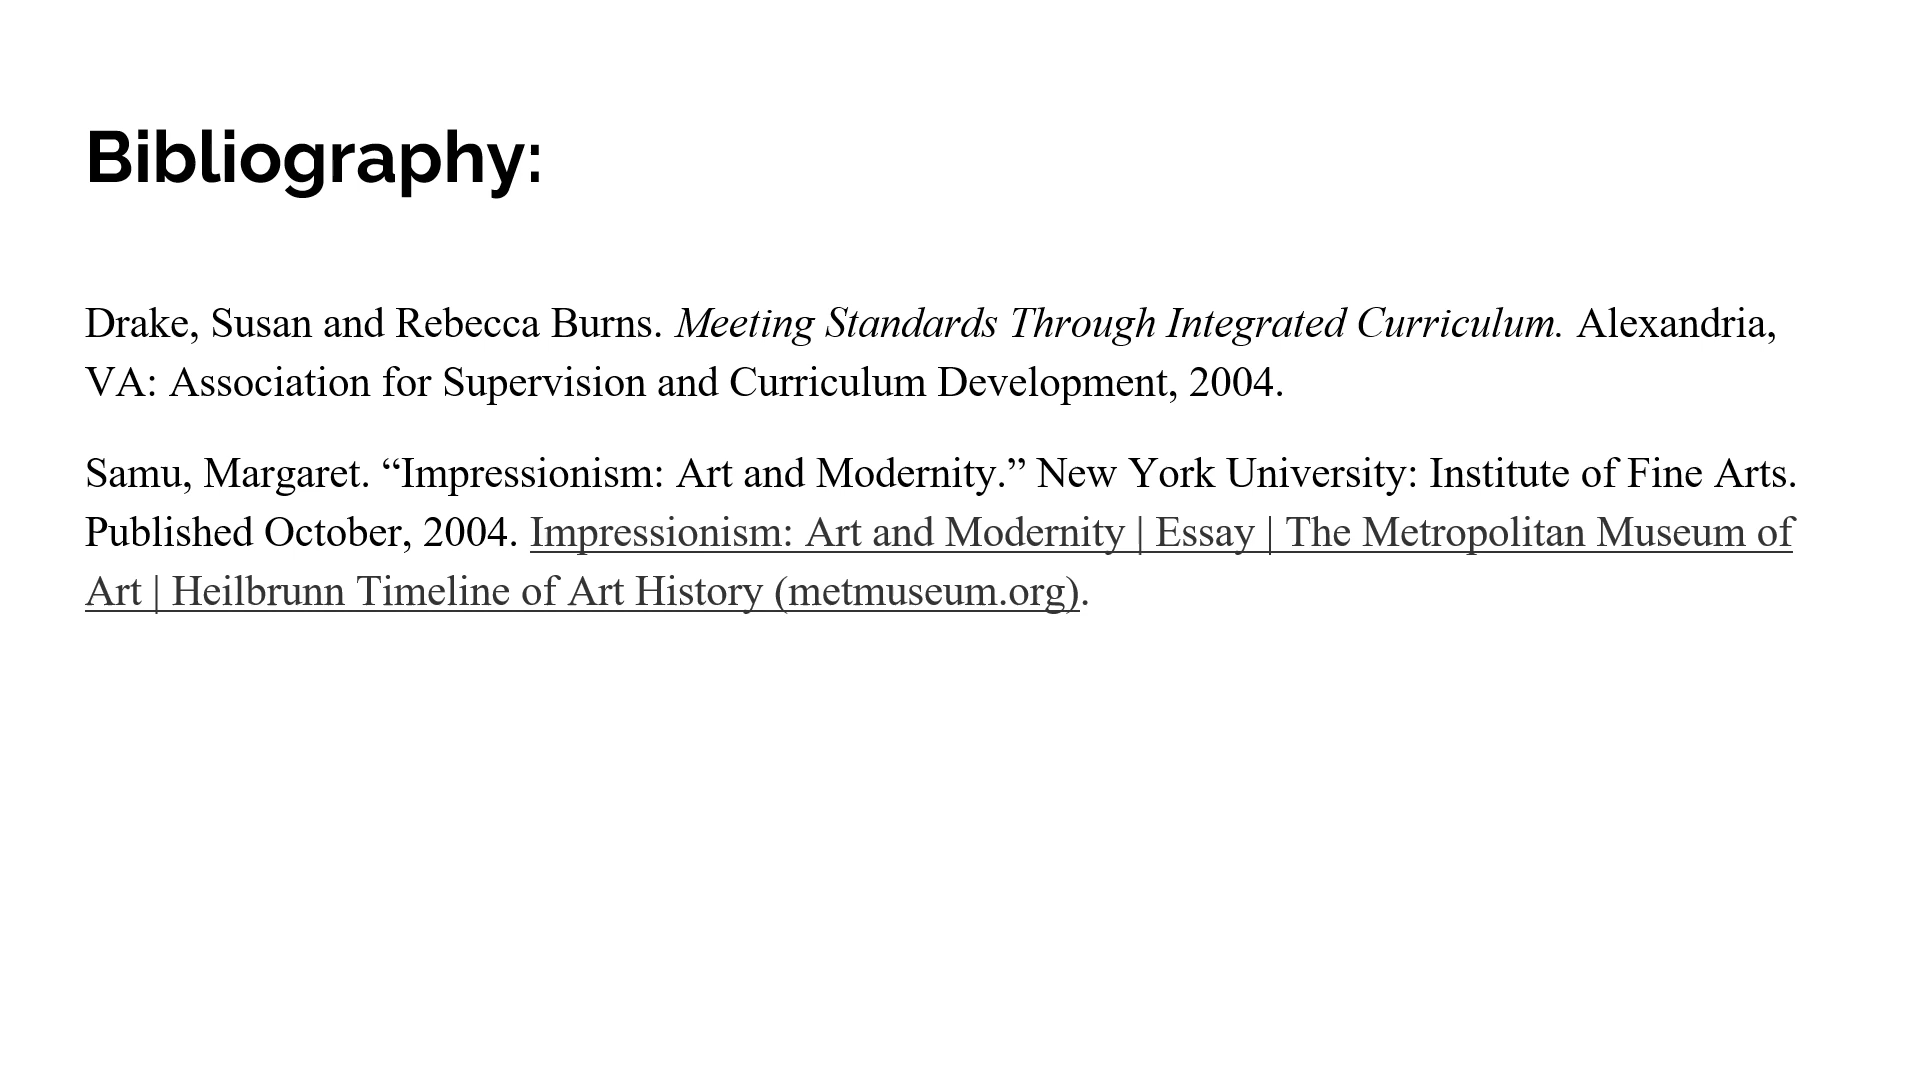 Bibliography:
Drake, Susan and Rebecca Burns. Meeting Standards Through Integrated Curriculum. Alexandria,
VA: Association for Supervision and Curriculum Development, 2004.
Samu, Margaret. “Impressionism: Art and Modernity.” New York University: Institute of Fine Arts.
Published October, 2004. Impressionism: Art and Modernity | Essay | The Metropolitan Museum of
Art | Heilbrunn Timeline of Art History (metmuseum.org).